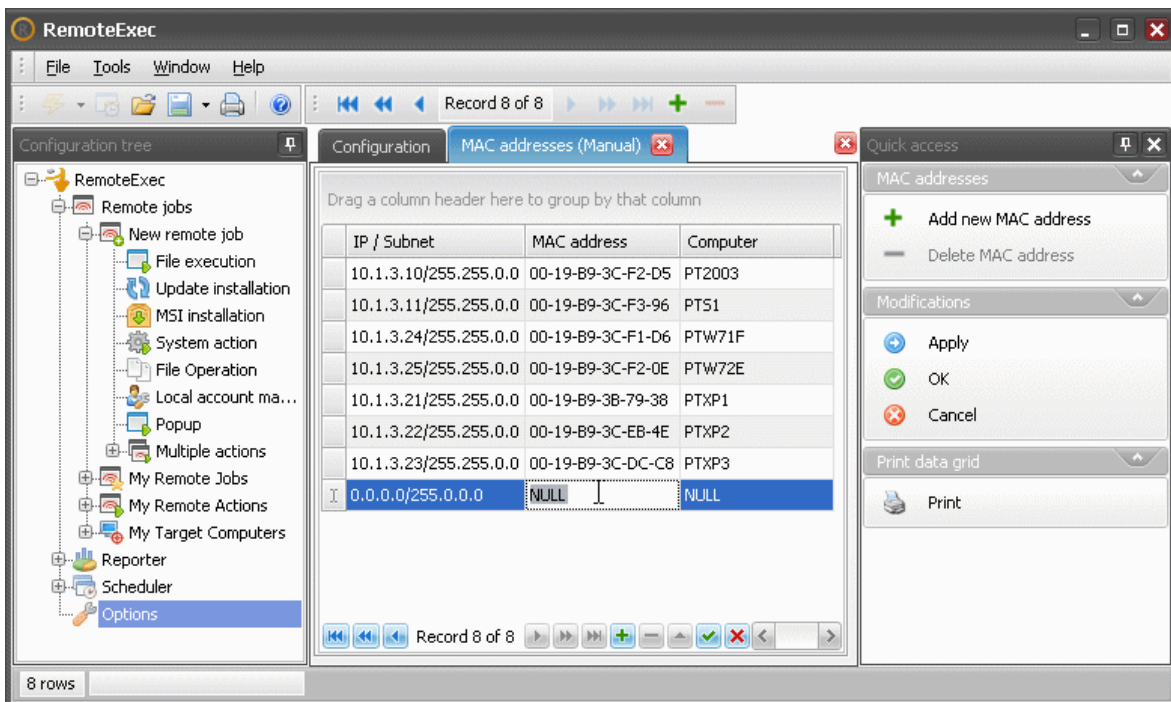 RemoteExec
File Tools Window Help
Record 8 of 8
Configuration tree
RemoteExec
Remote jobs
New remote job
File execution
Update installation
MSI installation
System action
File Operation
Local account ma...
Popup
Multiple actions
My Remote Jobs
My Remote Actions
My Target Computers
Reporter
Scheduler
Options
Configuration MAC addresses (Manual)
Drag a column header here to group by that column
IP / Subnet MAC address Computer
10.1.3.10/255.255.0.0 00-19-B9-3C-F2-D5 PT2003
10.1.3.11/255.255.0.0 00-19-B9-3C-F3-96 PTS1
10.1.3.24/255.255.0.0 00-19-B9-3C-F1-D6 PTW71F
10.1.3.25/255.255.0.0 00-19-B9-3C-F2-0E PTW72E
10.1.3.21/255.255.0.0 00-19-B9-3B-79-38 PTXP1
10.1.3.22/255.255.0.0 00-19-B9-3C-EB-4E PTXP2
10.1.3.23/255.255.0.0 00-19-B9-3C-DC-C8 PTXP3
0.0.0.0/255.0.0.0 NULL NULL
Record 8 of 8
Quick access
MAC addresses
Add new MAC address
Delete MAC address
Modifications
Apply
OK
Cancel
Print data grid
Print
8 rows